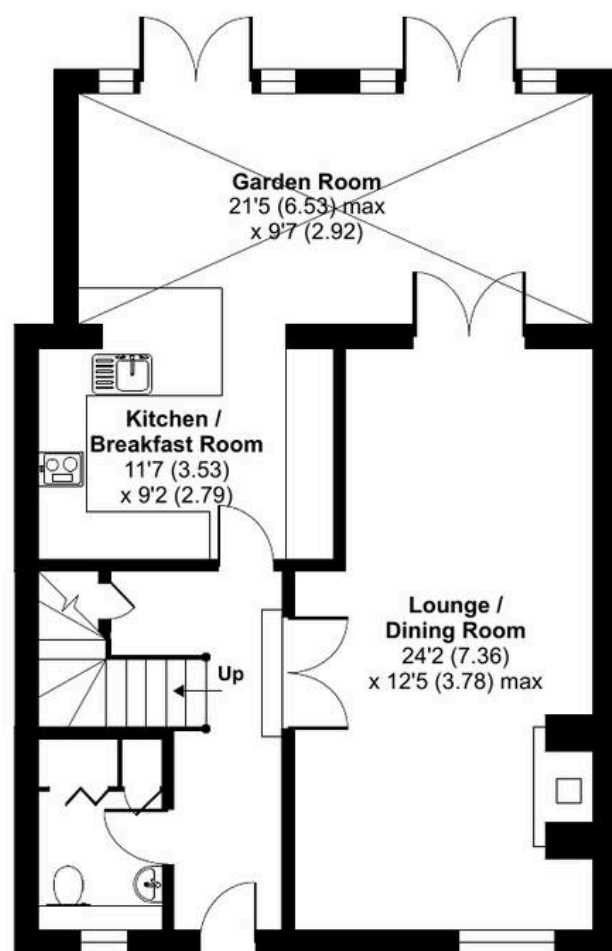 Garden Room
21'5 (6.53) max
x 9'7 (2.92)
Kitchen /
Breakfast Room
11'7 (3.53)
x 9'2 (2.79)
Lounge /
Dining Room
24'2 (7.36)
x 12'5 (3.78) max
Up